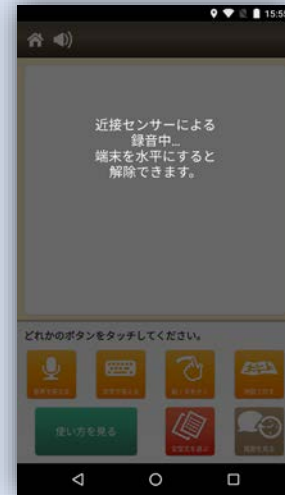 15:55
近接センサーによる
録音中...
端末を水平にすると
解除できます。
どれかのボタンをタッチしてください。
使い方を見る